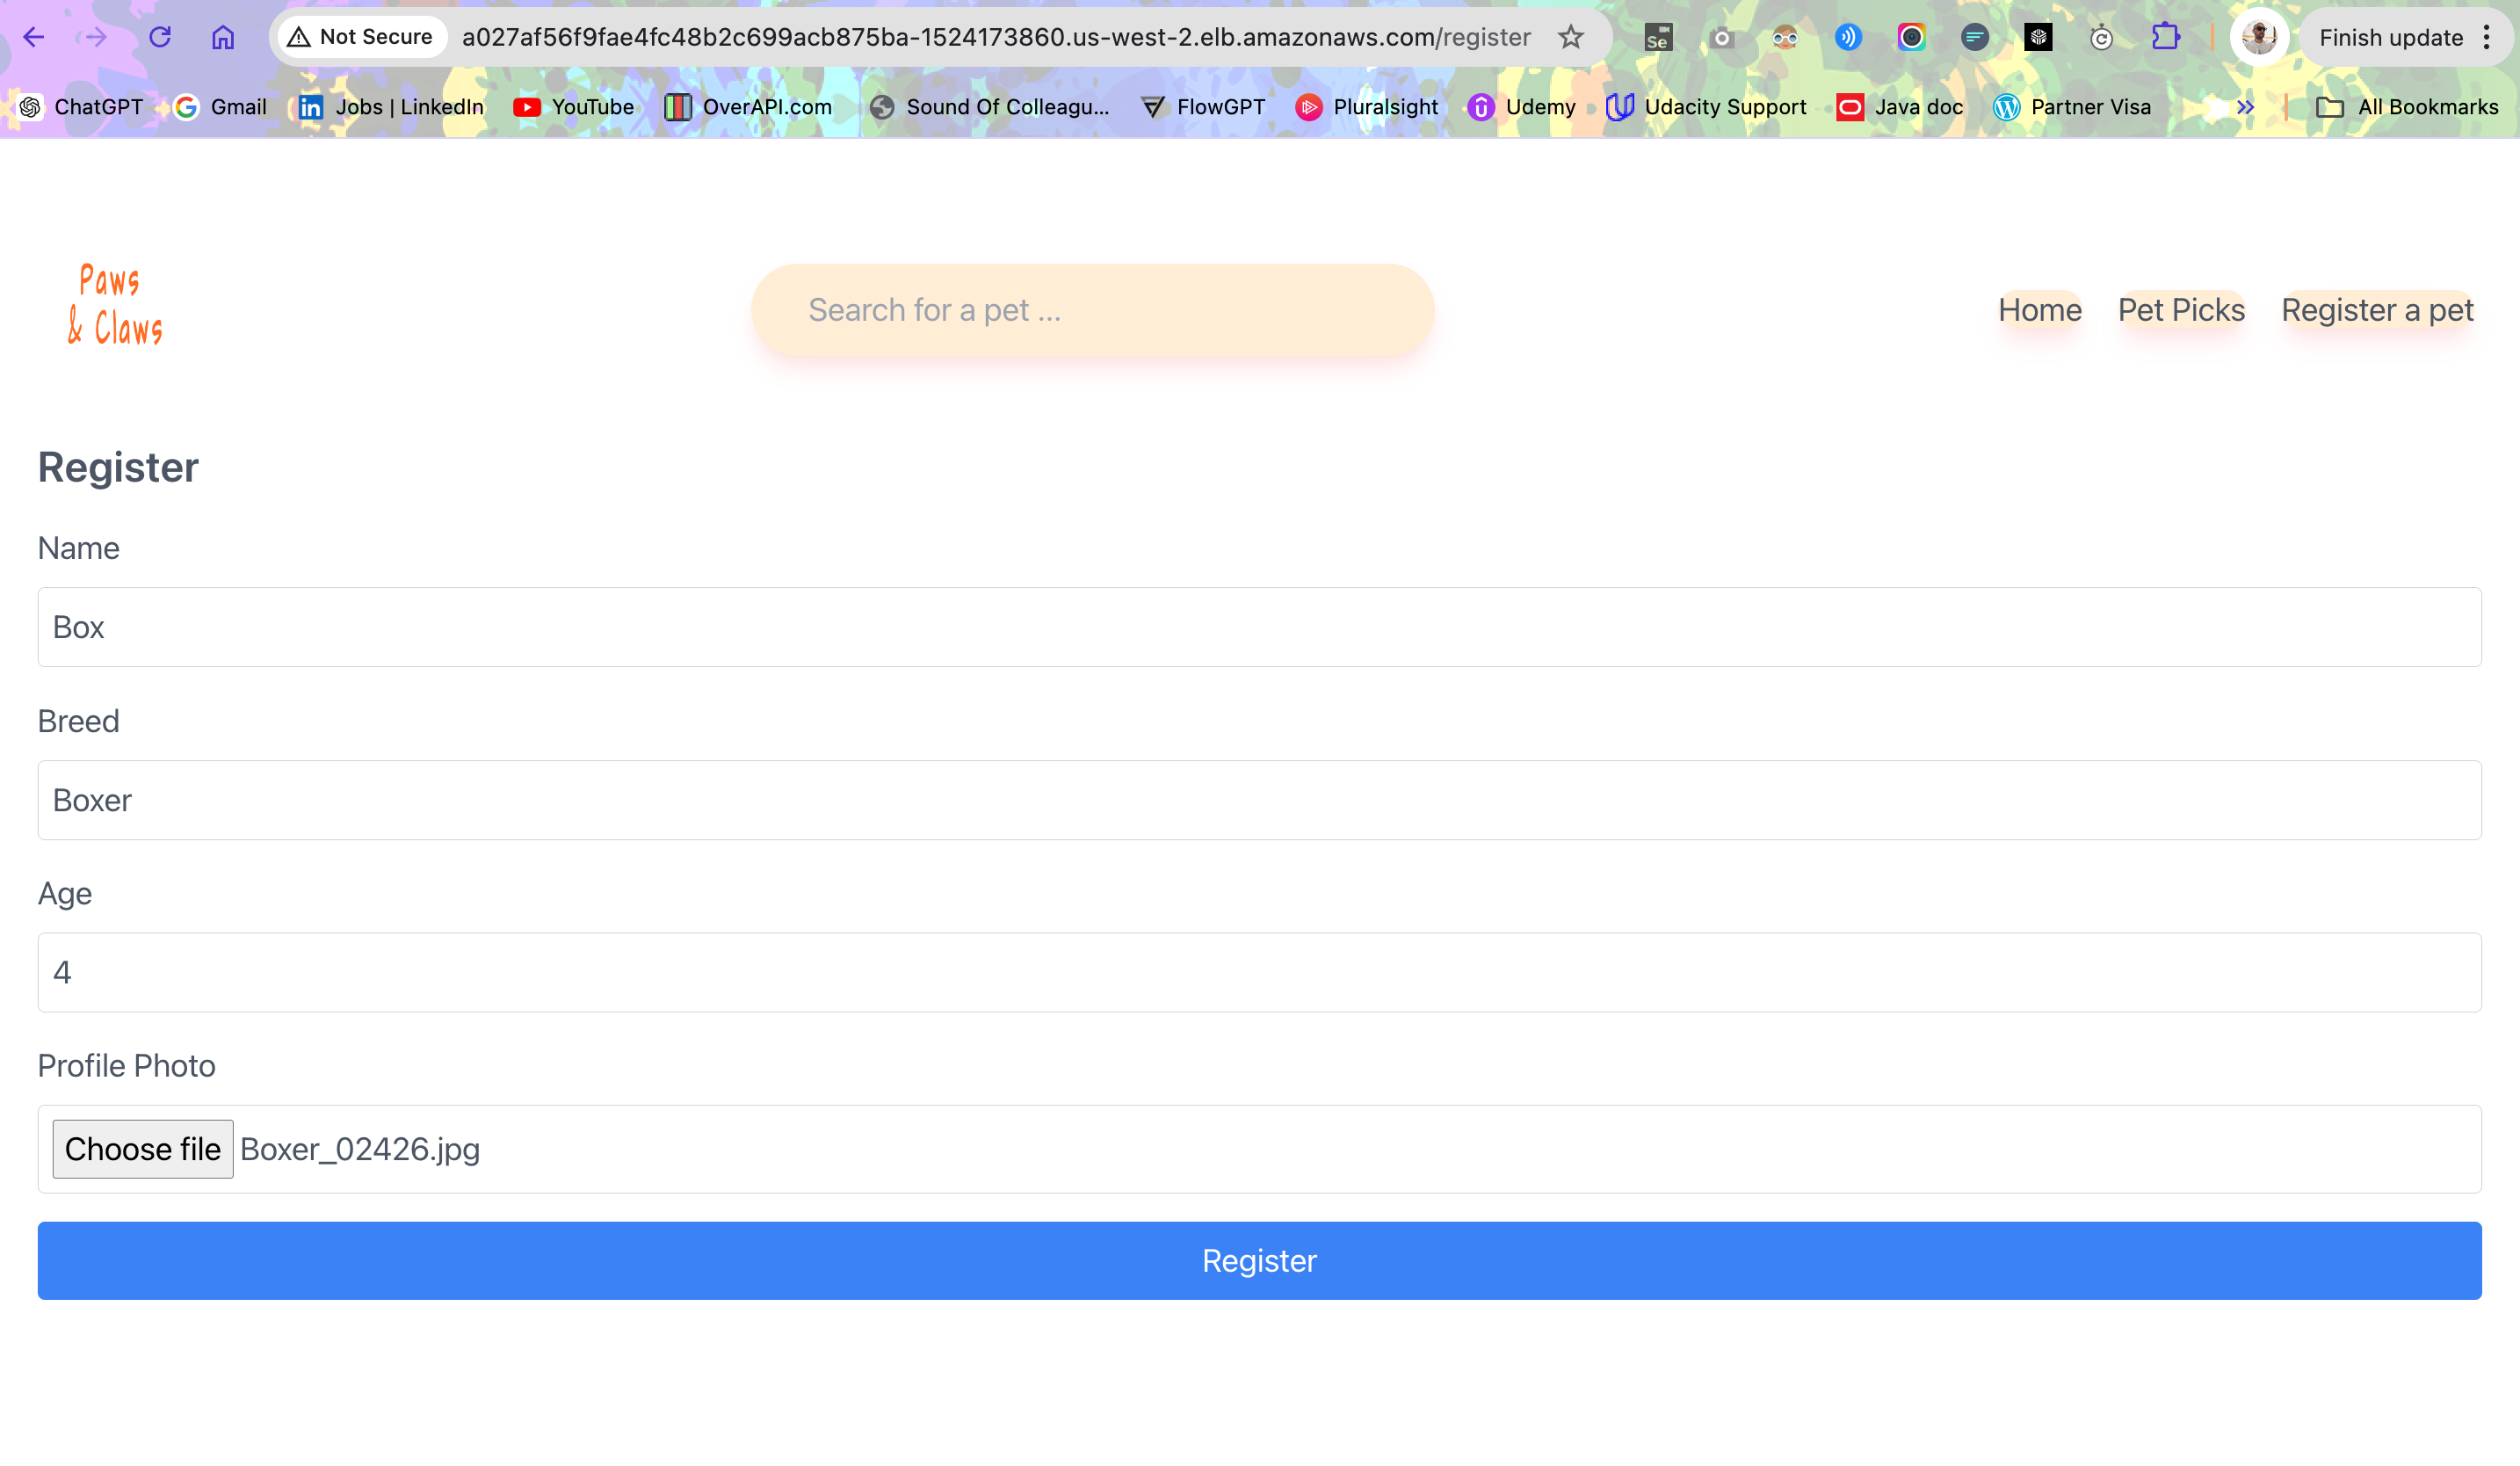 Not Secure a027af56f9fae4fc48b2c699acb875ba-1524173860.us-west-2.elb.amazonaws.com/register Se Finish update
ChatGPT Gmail Jobs | LinkedIn YouTube OverAPI.com Sound Of Colleagu... FlowGPT Pluralsight Udemy Udacity Support Java doc Partner Visa All Bookmarks
Paws
& Claws
Search for a pet ...
Home Pet Picks Register a pet
Register
Name
Box
Breed
Boxer
Age
4
Profile Photo
Choose file Boxer_02426.jpg
Register